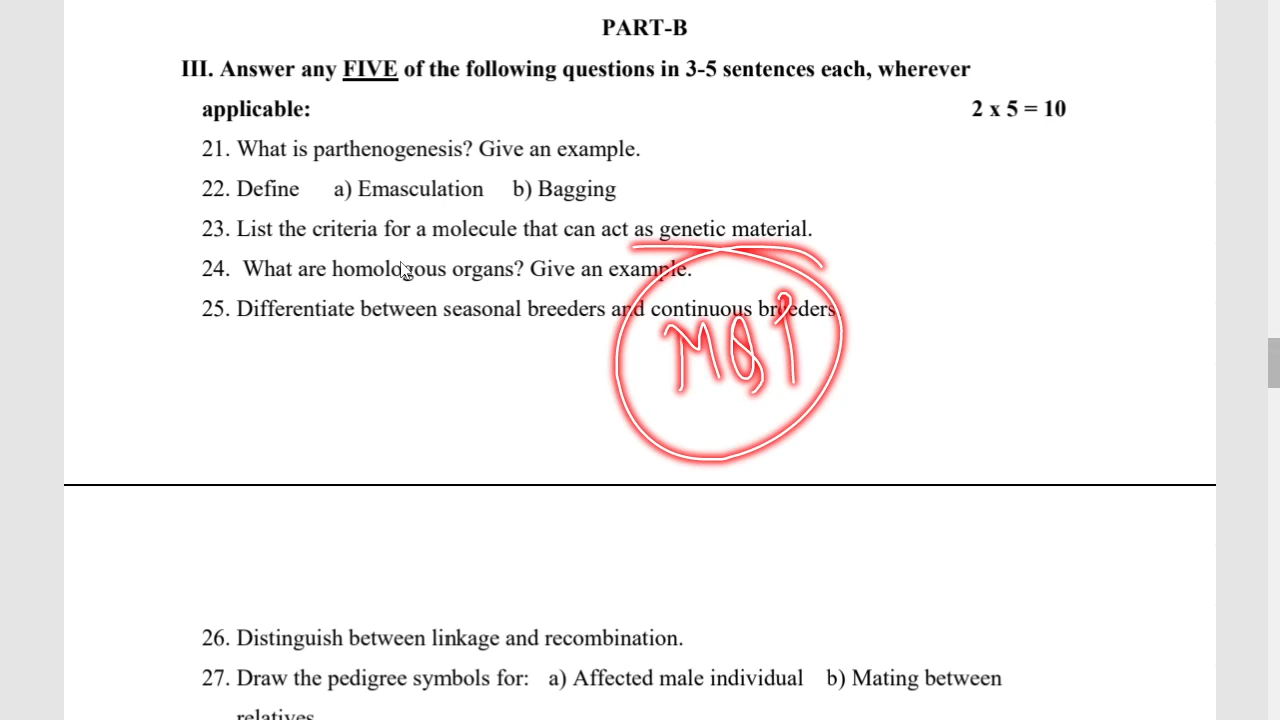 PART-B
III. Answer any FIVE of the following questions in 3-5 sentences each, wherever
applicable: 2 x 5 = 10
21. What is parthenogenesis? Give an example.
22. Define a) Emasculation b) Bagging
23. List the criteria for a molecule that can act as genetic material.
24. What are homologous organs? Give an example.
25. Differentiate between seasonal breeders and continuous breeders.
MQP
26. Distinguish between linkage and recombination.
27. Draw the pedigree symbols for: a) Affected male individual b) Mating between
relatives